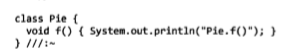 class Pie {
  void f() { System.out.println("Pie.f()"); }
} ///:~